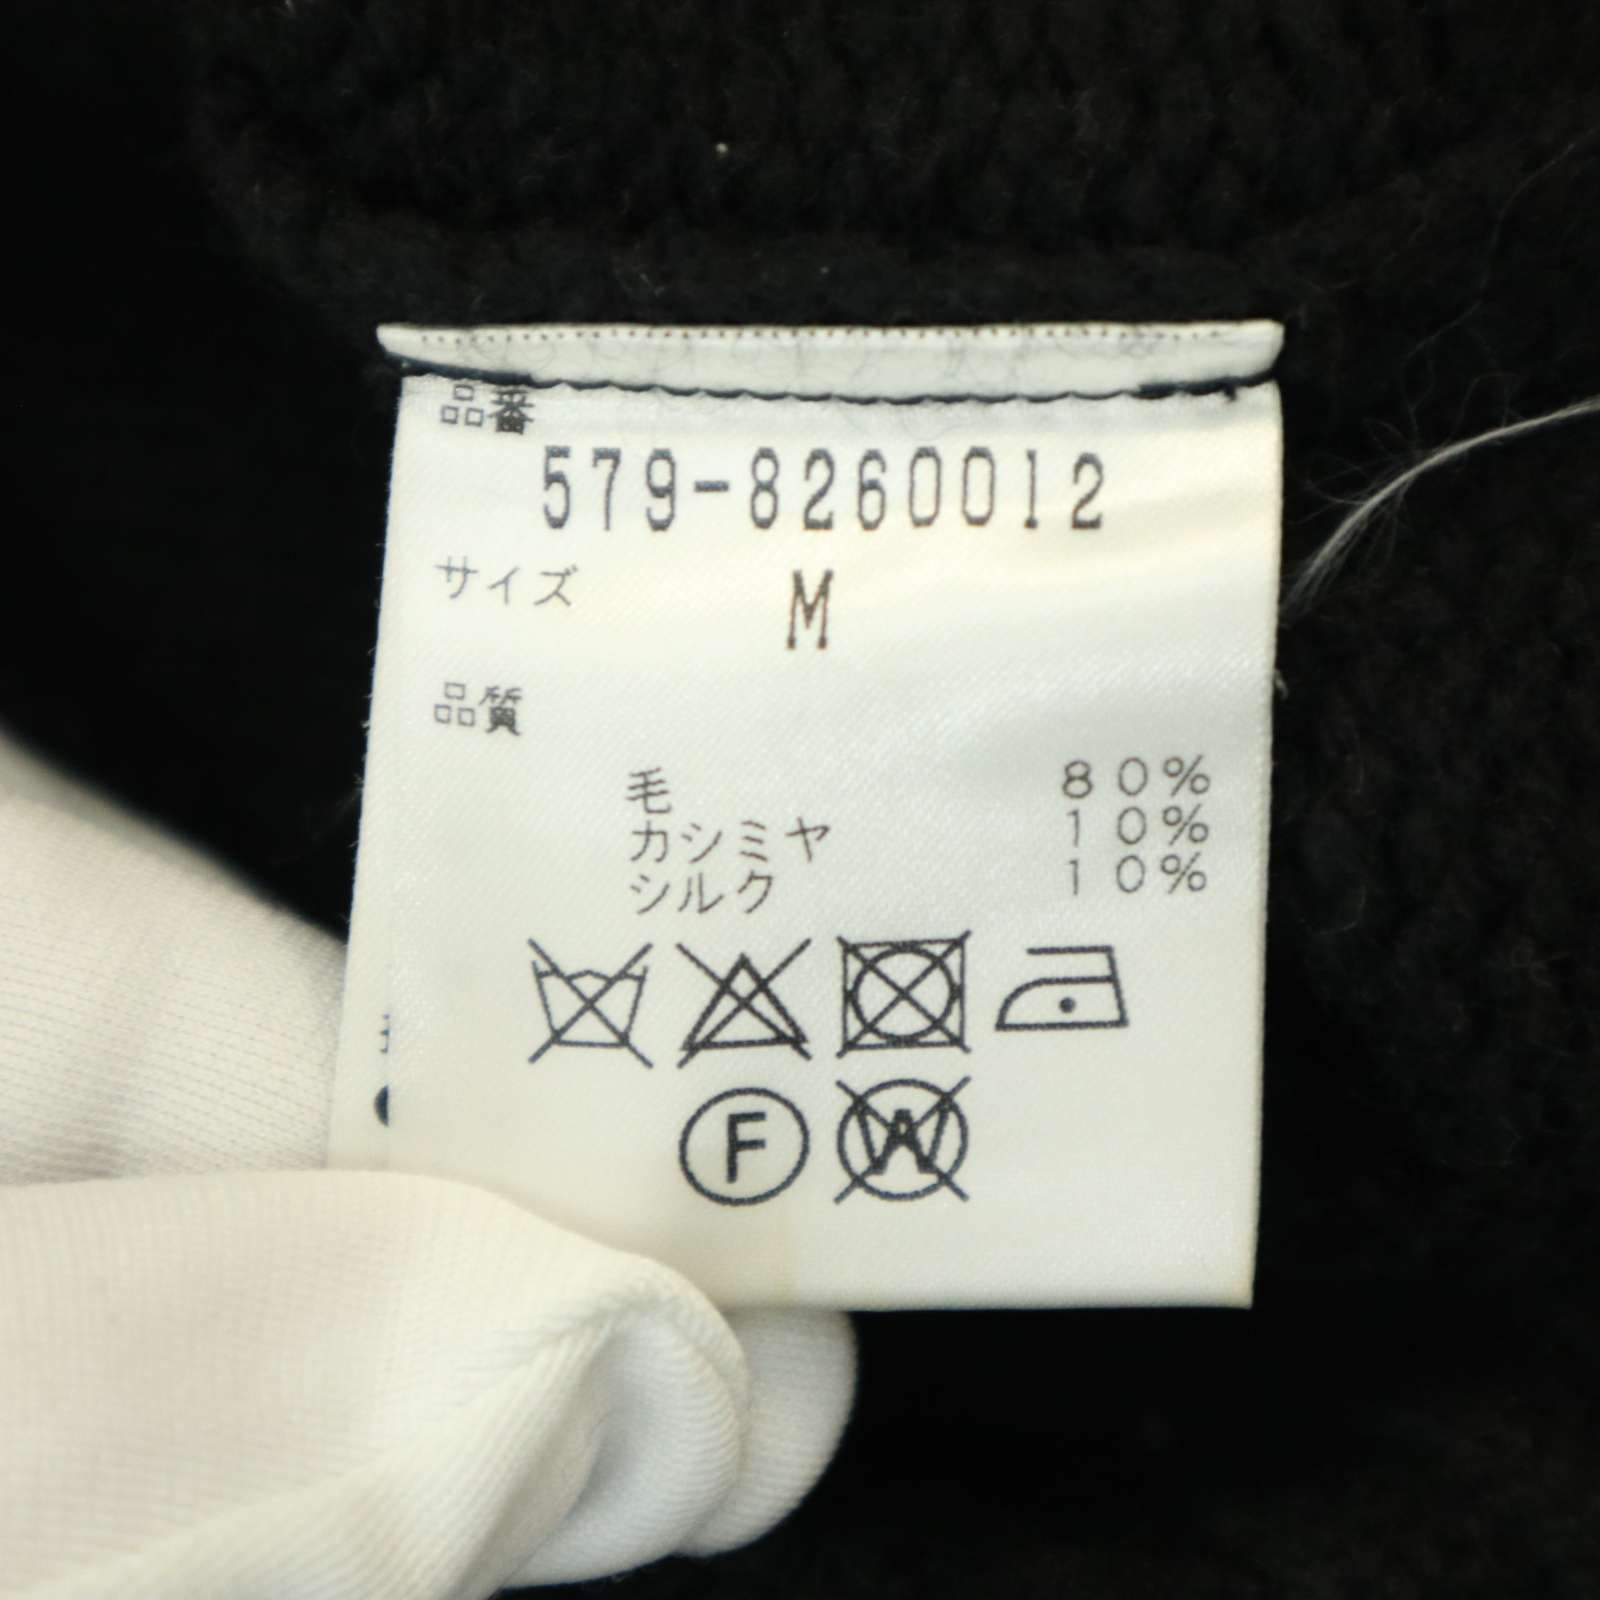 品番
579-8260012
サイズ M
品質
毛 80%
カシミヤ 10%
シルク 10%
F W